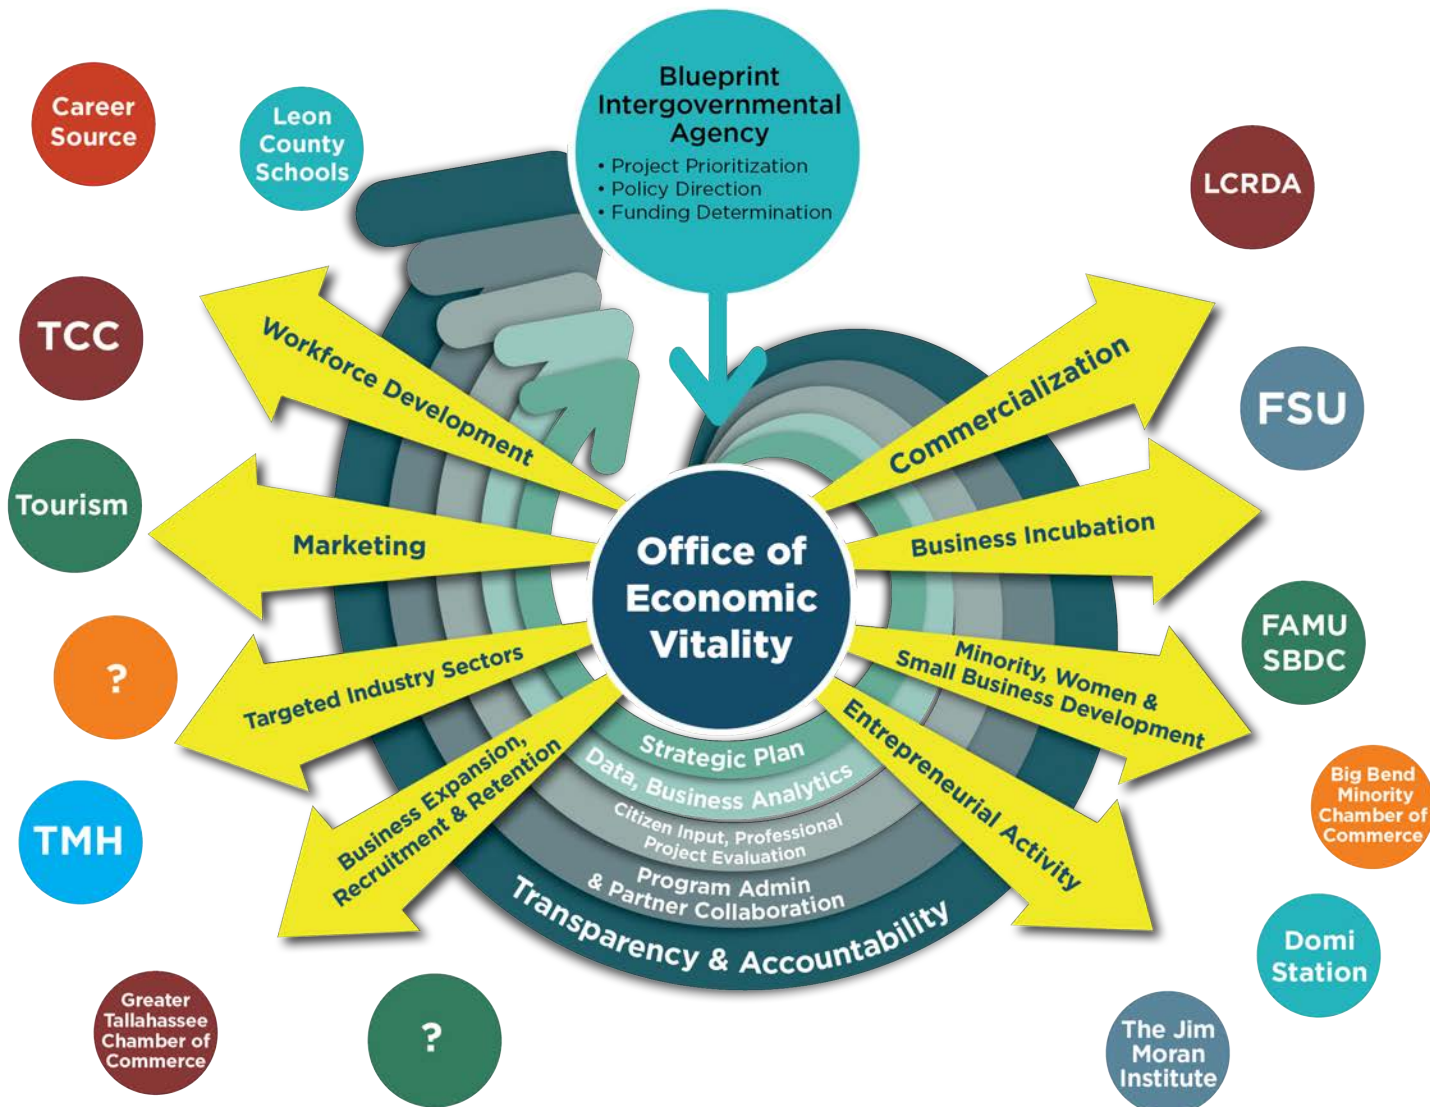 Blueprint
Intergovernmental
Agency
• Project Prioritization
• Policy Direction
• Funding Determination
Career
Source
Leon
County
Schools
LCRDA
TCC
FSU
Tourism
?
FAMU
SBDC
TMH
Big Bend
Minority
Chamber of
Commerce
Domi
Station
Greater
Tallahassee
Chamber of
Commerce
?
The Jim
Moran
Institute
Workforce Development
Marketing
Targeted Industry Sectors
Business Expansion,
Recruitment & Retention
Commercialization
Business Incubation
Minority, Women &
Small Business Development
Entrepreneurial Activity
Office of
Economic
Vitality
Strategic Plan
Data, Business Analytics
Citizen Input, Professional
Project Evaluation
Program Admin
& Partner Collaboration
Transparency & Accountability